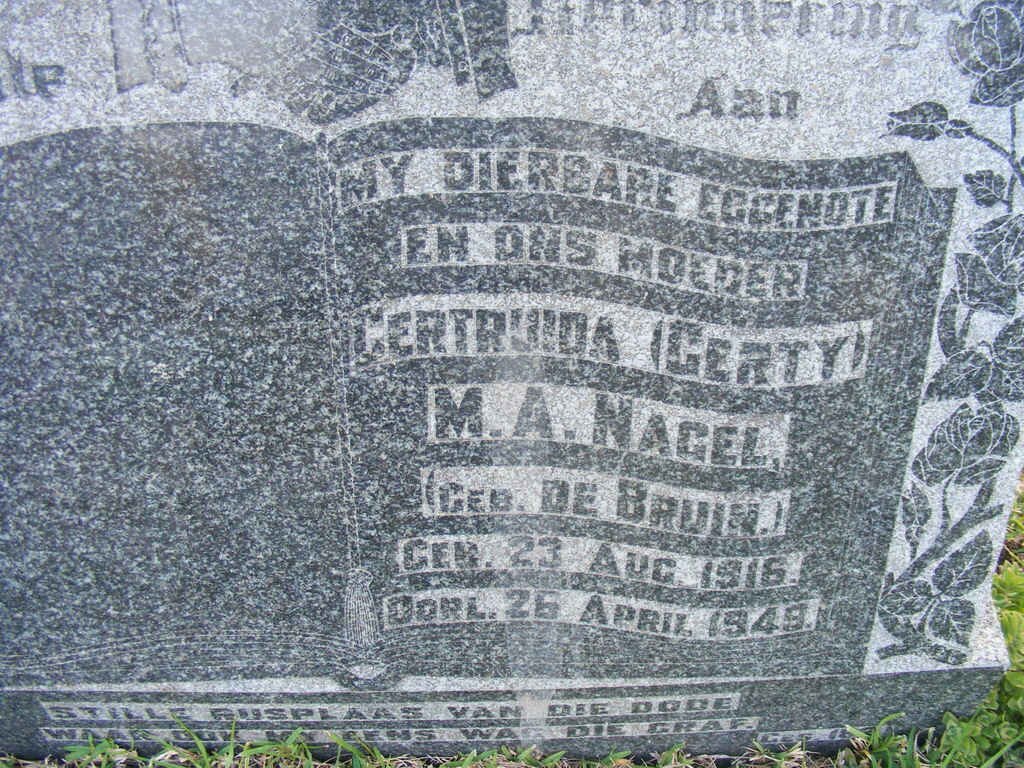 Herinnering
Aan
MY DIERBARE EGGENOTE
EN ONS MOEDER
GERTRUIDA (GERTY)
M.A. NAGEL,
(GEB. DE BRUIN.)
GEB. 23 AUG. 1916.
OORL. 26 APRIL 1949.
STILLE RUSPLAAS VAN DIE DODE
DIE GRAF